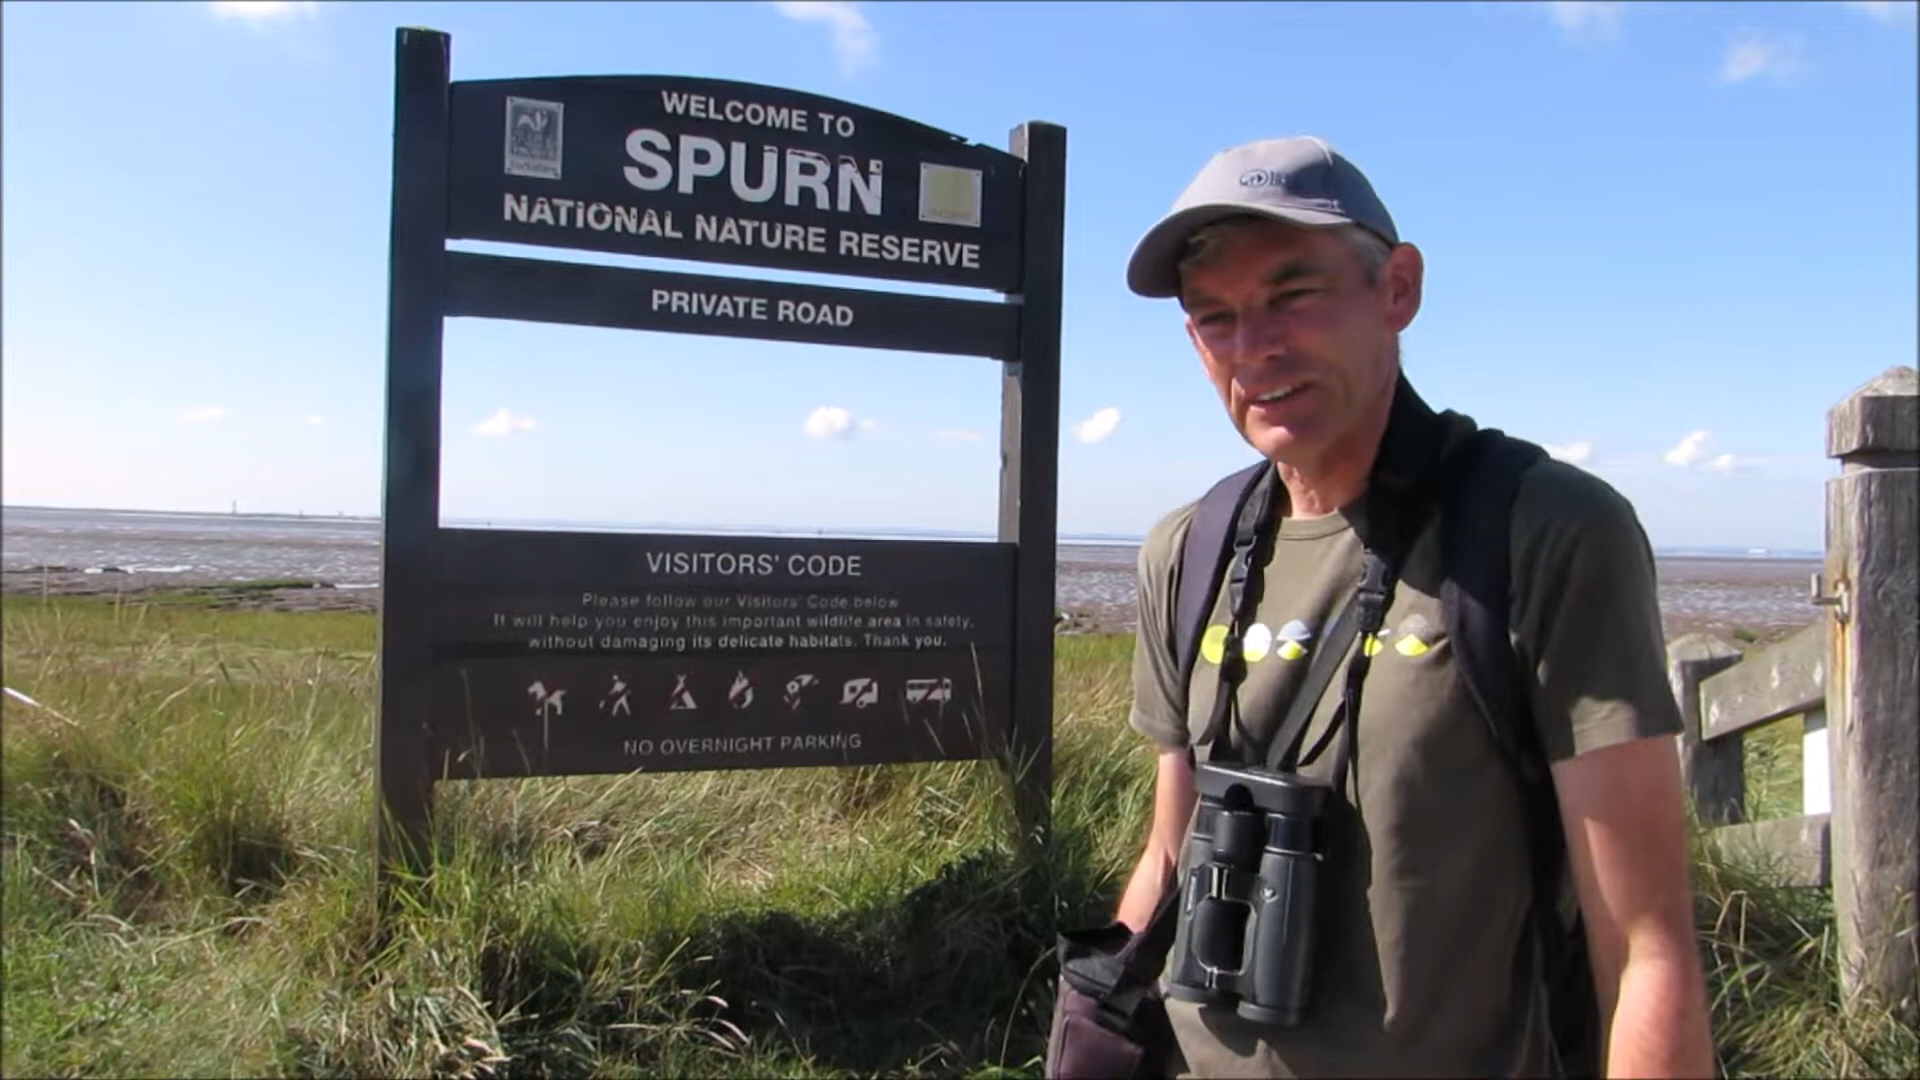 WELCOME TO
SPURN
NATIONAL NATURE RESERVE
PRIVATE ROAD
VISITORS' CODE
Please follow our Visitors' Code below
It will help you enjoy this important wildlife area in safety,
without damaging its delicate habitats. Thank you.
NO OVERNIGHT PARKING